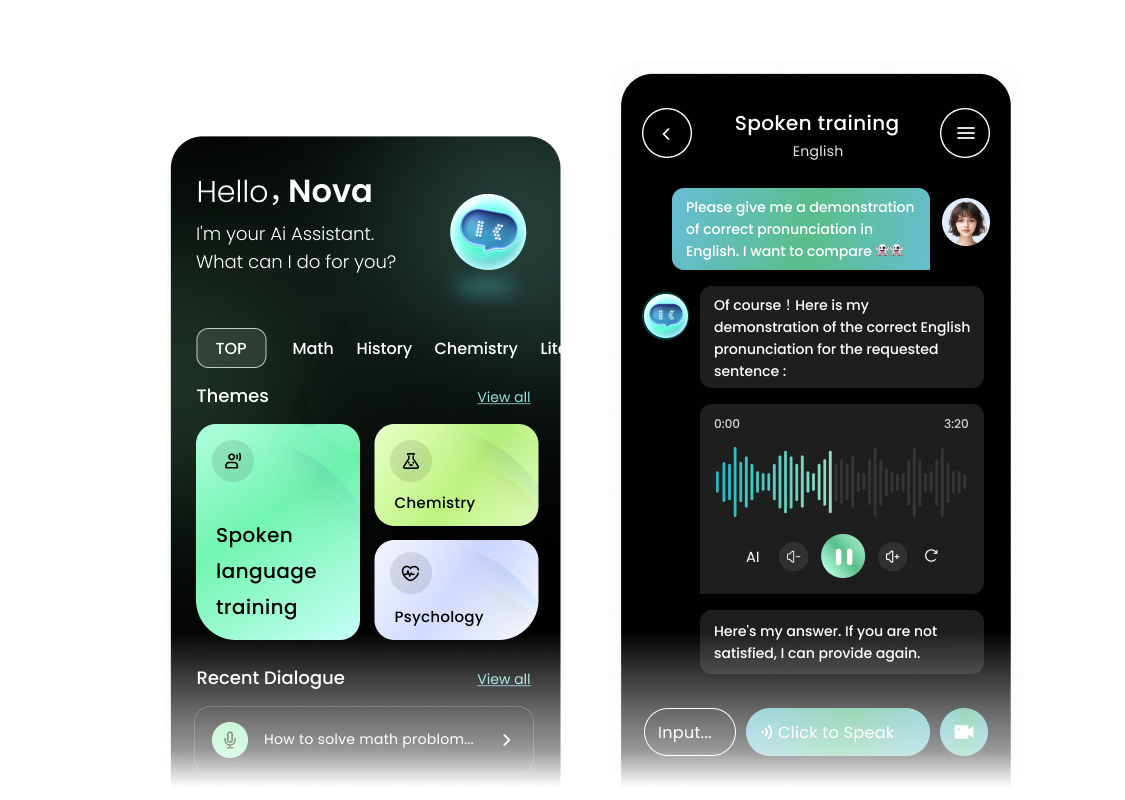 Hello, Nova
I'm your Ai Assistant.
What can I do for you?
TOP Math History Chemistry Lite
Themes View all
Spoken
language
training
Chemistry
Psychology
Recent Dialogue View all
How to solve math problom...
Spoken training
English
Please give me a demonstration
of correct pronunciation in
English. I want to compare
Of course ! Here is my
demonstration of the correct English
pronunciation for the requested
sentence :
0:00 3:20
AI
Here's my answer. If you are not
satisfied, I can provide again.
Input... Click to Speak